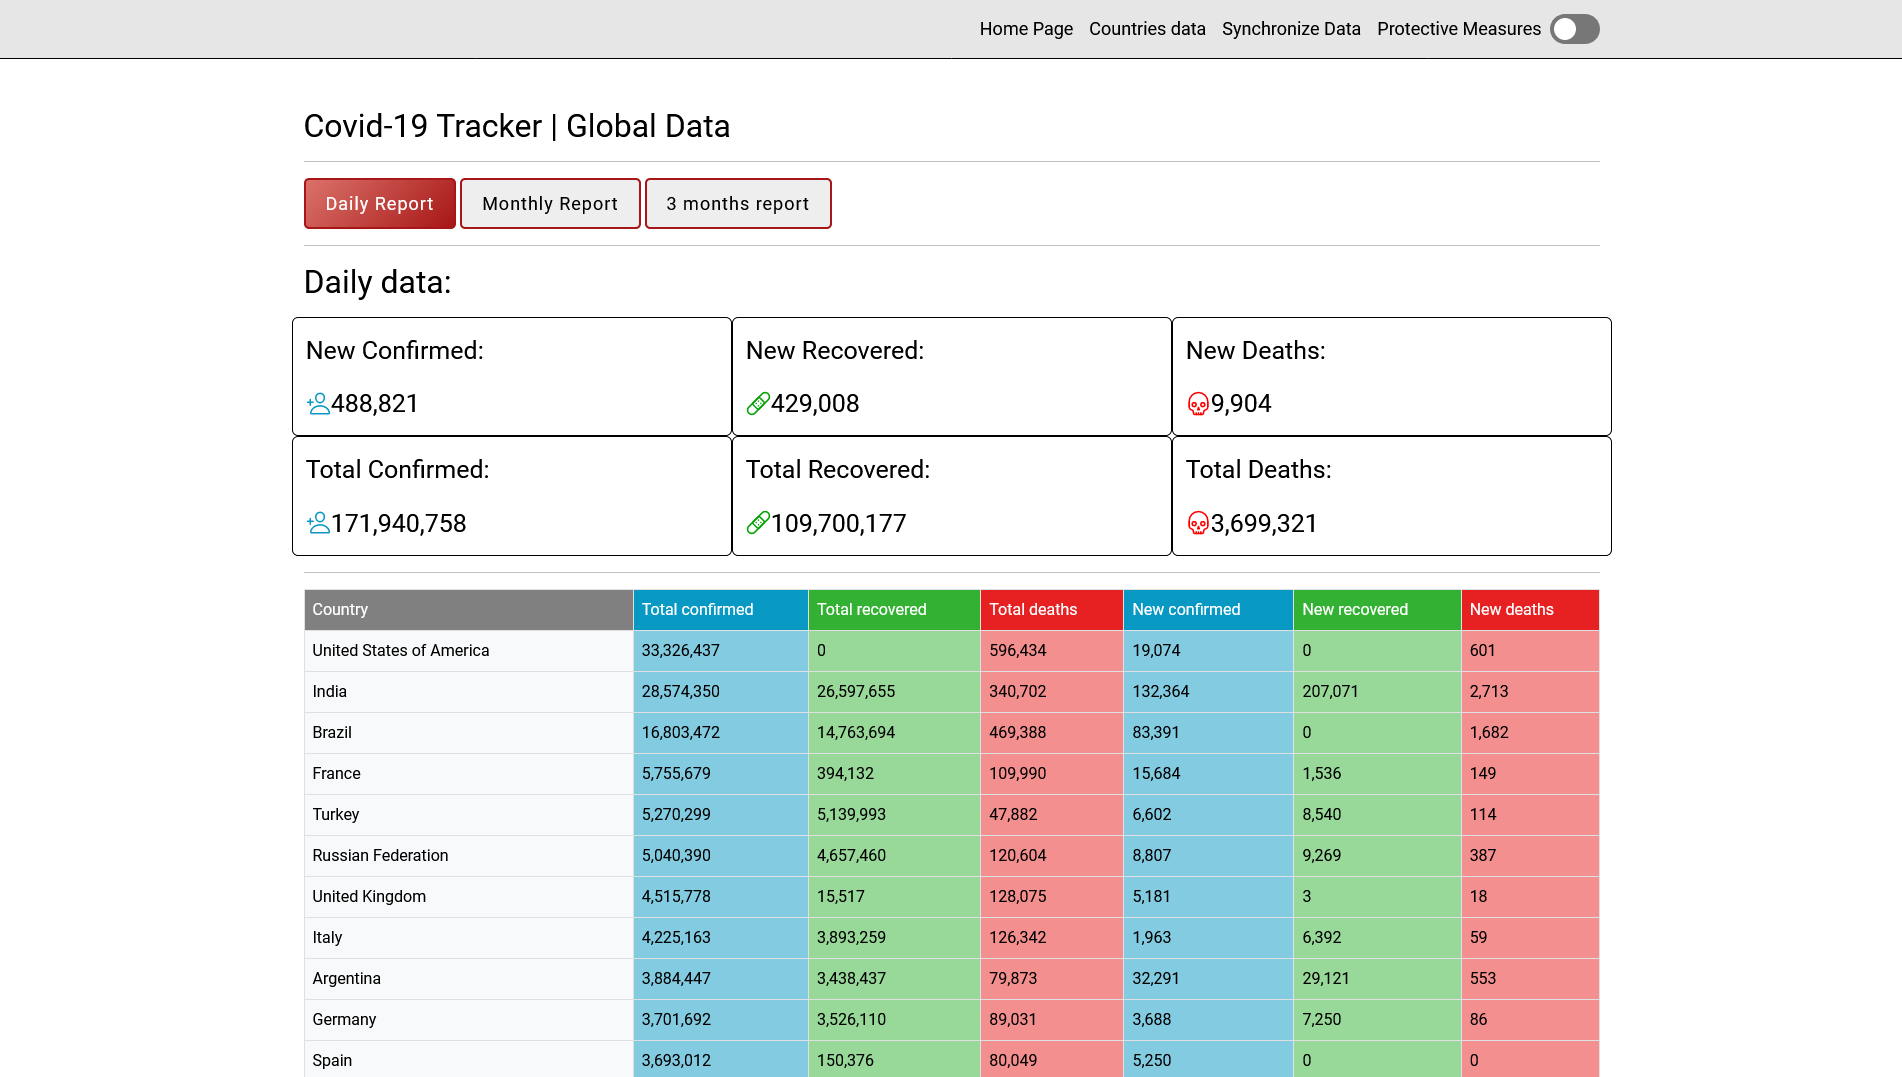 Home Page Countries data Synchronize Data Protective Measures
Covid-19 Tracker | Global Data
Daily Report Monthly Report 3 months report
Daily data:
New Confirmed: New Recovered: New Deaths:
488,821 429,008 9,904
Total Confirmed: Total Recovered: Total Deaths:
171,940,758 109,700,177 3,699,321
Country Total confirmed Total recovered Total deaths New confirmed New recovered New deaths
United States of America 33,326,437 0 596,434 19,074 0 601
India 28,574,350 26,597,655 340,702 132,364 207,071 2,713
Brazil 16,803,472 14,763,694 469,388 83,391 0 1,682
France 5,755,679 394,132 109,990 15,684 1,536 149
Turkey 5,270,299 5,139,993 47,882 6,602 8,540 114
Russian Federation 5,040,390 4,657,460 120,604 8,807 9,269 387
United Kingdom 4,515,778 15,517 128,075 5,181 3 18
Italy 4,225,163 3,893,259 126,342 1,963 6,392 59
Argentina 3,884,447 3,438,437 79,873 32,291 29,121 553
Germany 3,701,692 3,526,110 89,031 3,688 7,250 86
Spain 3,693,012 150,376 80,049 5,250 0 0